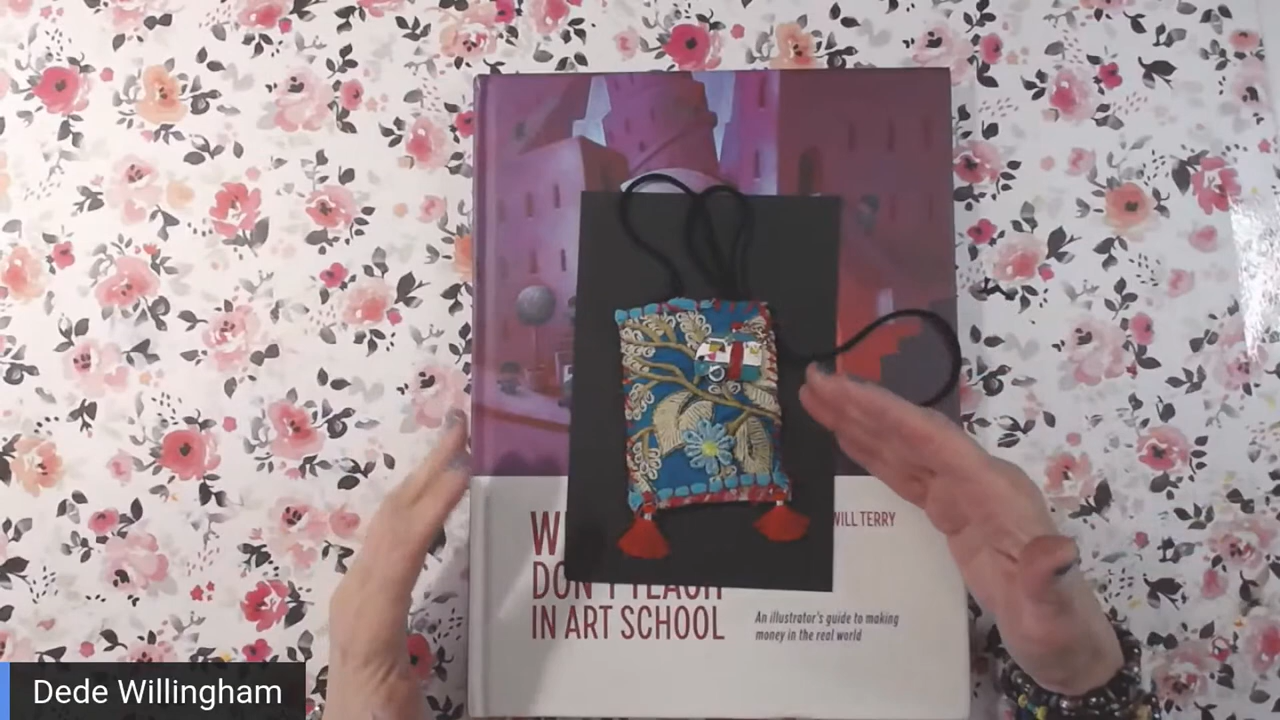 WILL TERRY
DON'T TEACH
IN ART SCHOOL
An illustrator's guide to making
money in the real world
Dede Willingham